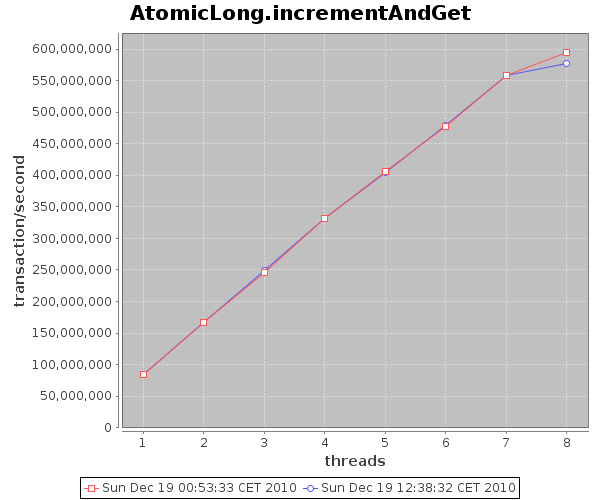 AtomicLong.incrementAndGet
transaction/second
600,000,000
550,000,000
500,000,000
450,000,000
400,000,000
350,000,000
300,000,000
250,000,000
200,000,000
150,000,000
100,000,000
50,000,000
0
1 2 3 4 5 6 7 8
threads
Sun Dec 19 00:53:33 CET 2010 Sun Dec 19 12:38:32 CET 2010